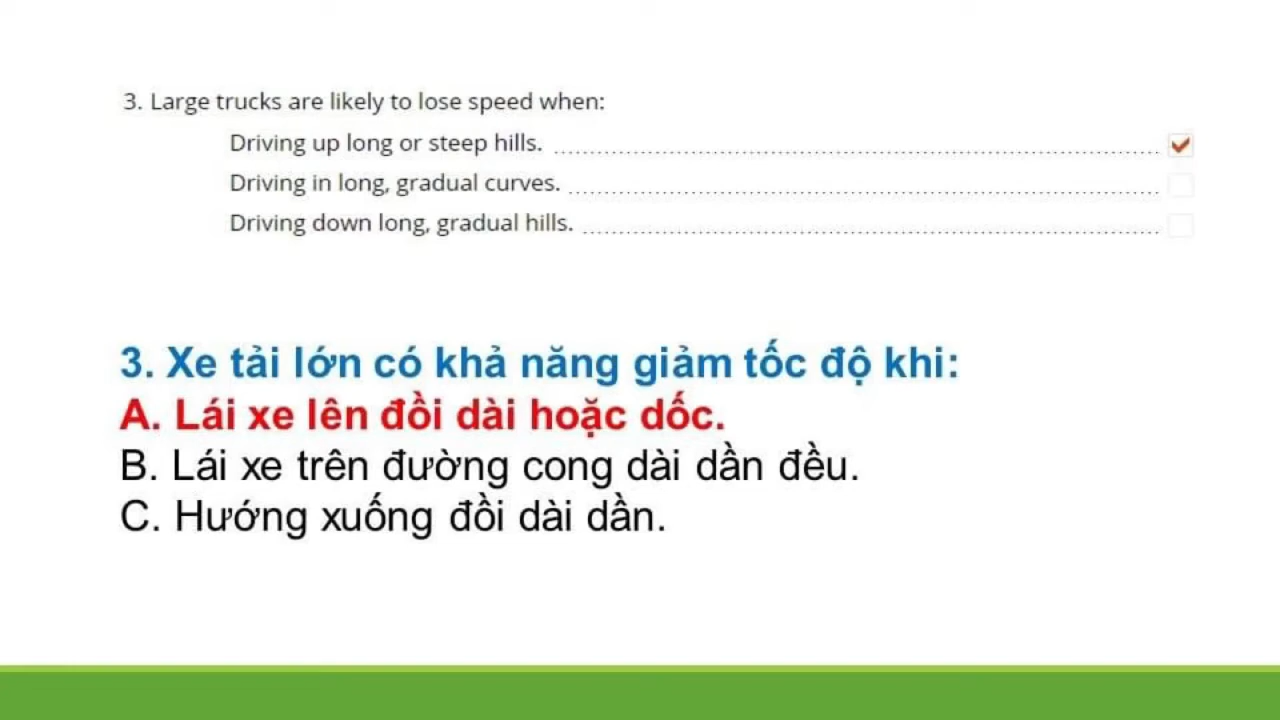 3. Large trucks are likely to lose speed when:
Driving up long or steep hills.
Driving in long, gradual curves.
Driving down long, gradual hills.
3. Xe tải lớn có khả năng giảm tốc độ khi:
A. Lái xe lên đồi dài hoặc dốc.
B. Lái xe trên đường cong dài dần đều.
C. Hướng xuống đồi dài dần.